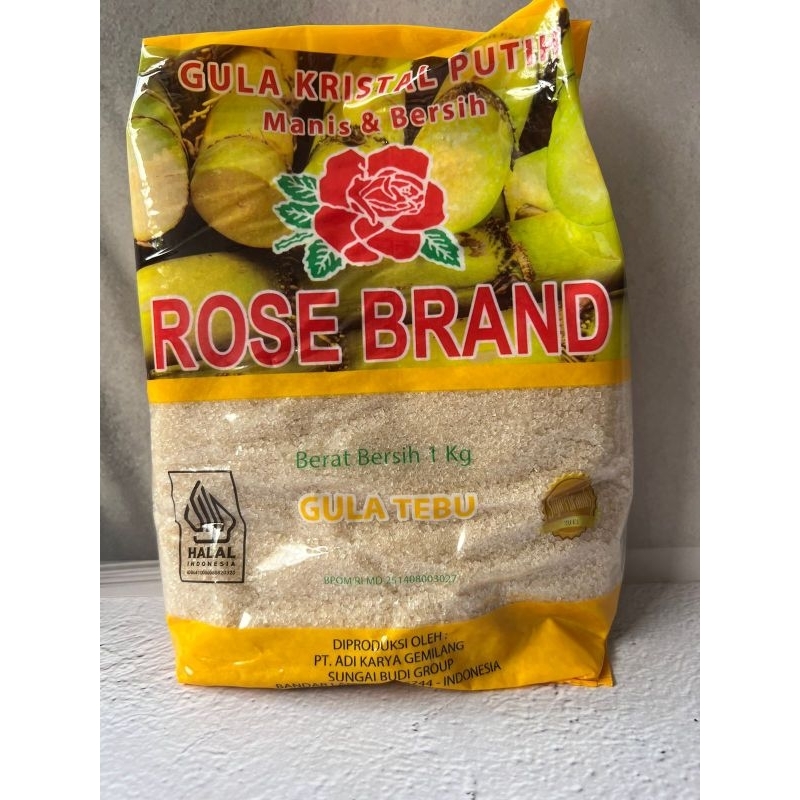 GULA KRISTAL PUTIH
Manis & Bersih
ROSE BRAND
Berat Bersih 1 Kg
GULA TEBU
HALAL
INDONESIA
BPOM RI MD 251408003027
DIPRODUKSI OLEH :
PT. ADI KARYA GEMILANG
SUNGAI BUDI GROUP
- INDONESIA